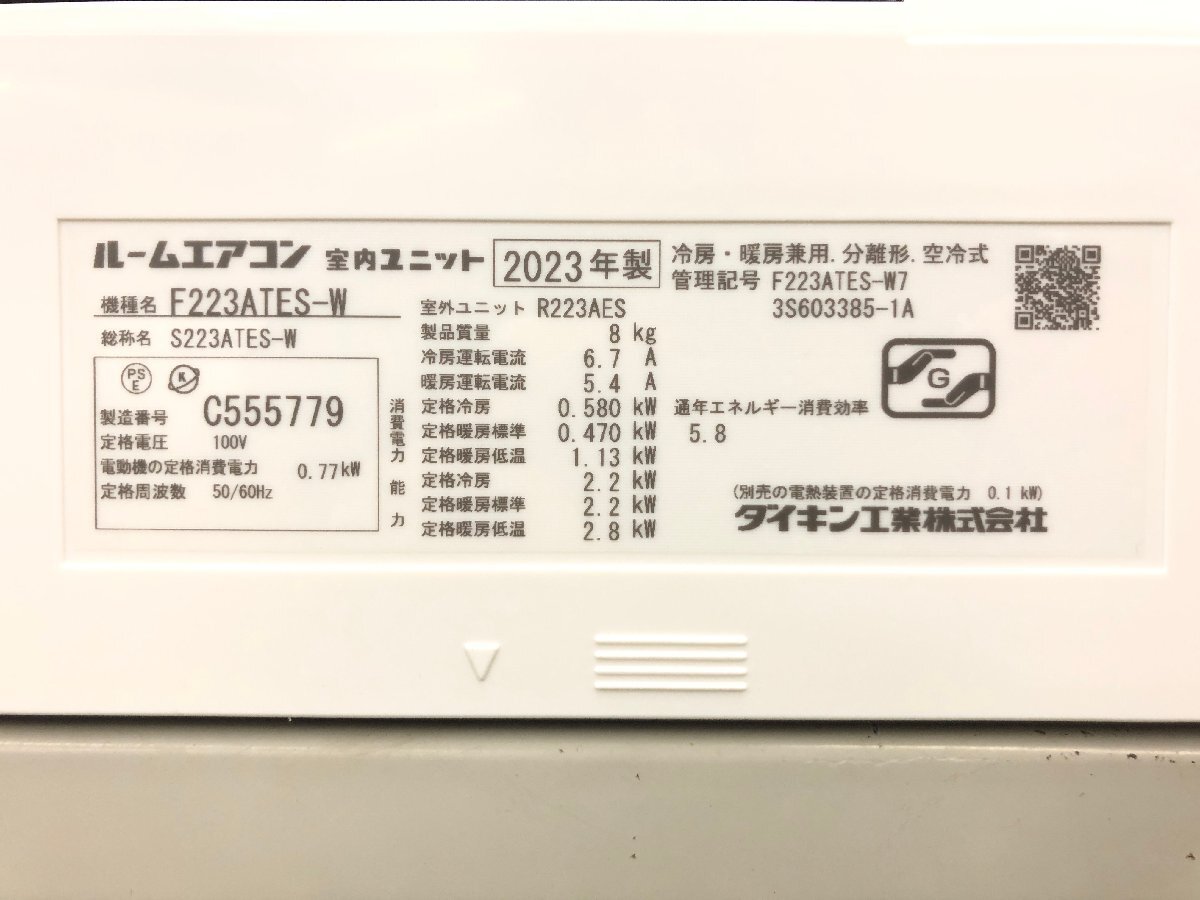 ルームエアコン 室内ユニット 2023年製
機種名 F223ATES-W
総称名 S223ATES-W
PS
E
K
製造番号 C555779
定格電圧 100V
電動機の定格消費電力 0.77kW
定格周波数 50/60Hz
室外ユニット R223AES
製品質量 8 kg
冷房運転電流 6.7 A
暖房運転電流 5.4 A
消費電力
定格冷房 0.580 kW
定格暖房標準 0.470 kW
定格暖房低温 1.13 kW
能力
定格冷房 2.2 kW
定格暖房標準 2.2 kW
定格暖房低温 2.8 kW
冷房・暖房兼用.分離形.空冷式
管理記号 F223ATES-W7
3S603385-1A
G
通年エネルギー消費効率
5.8
(別売の電熱装置の定格消費電力 0.1 kW)
ダイキン工業株式会社